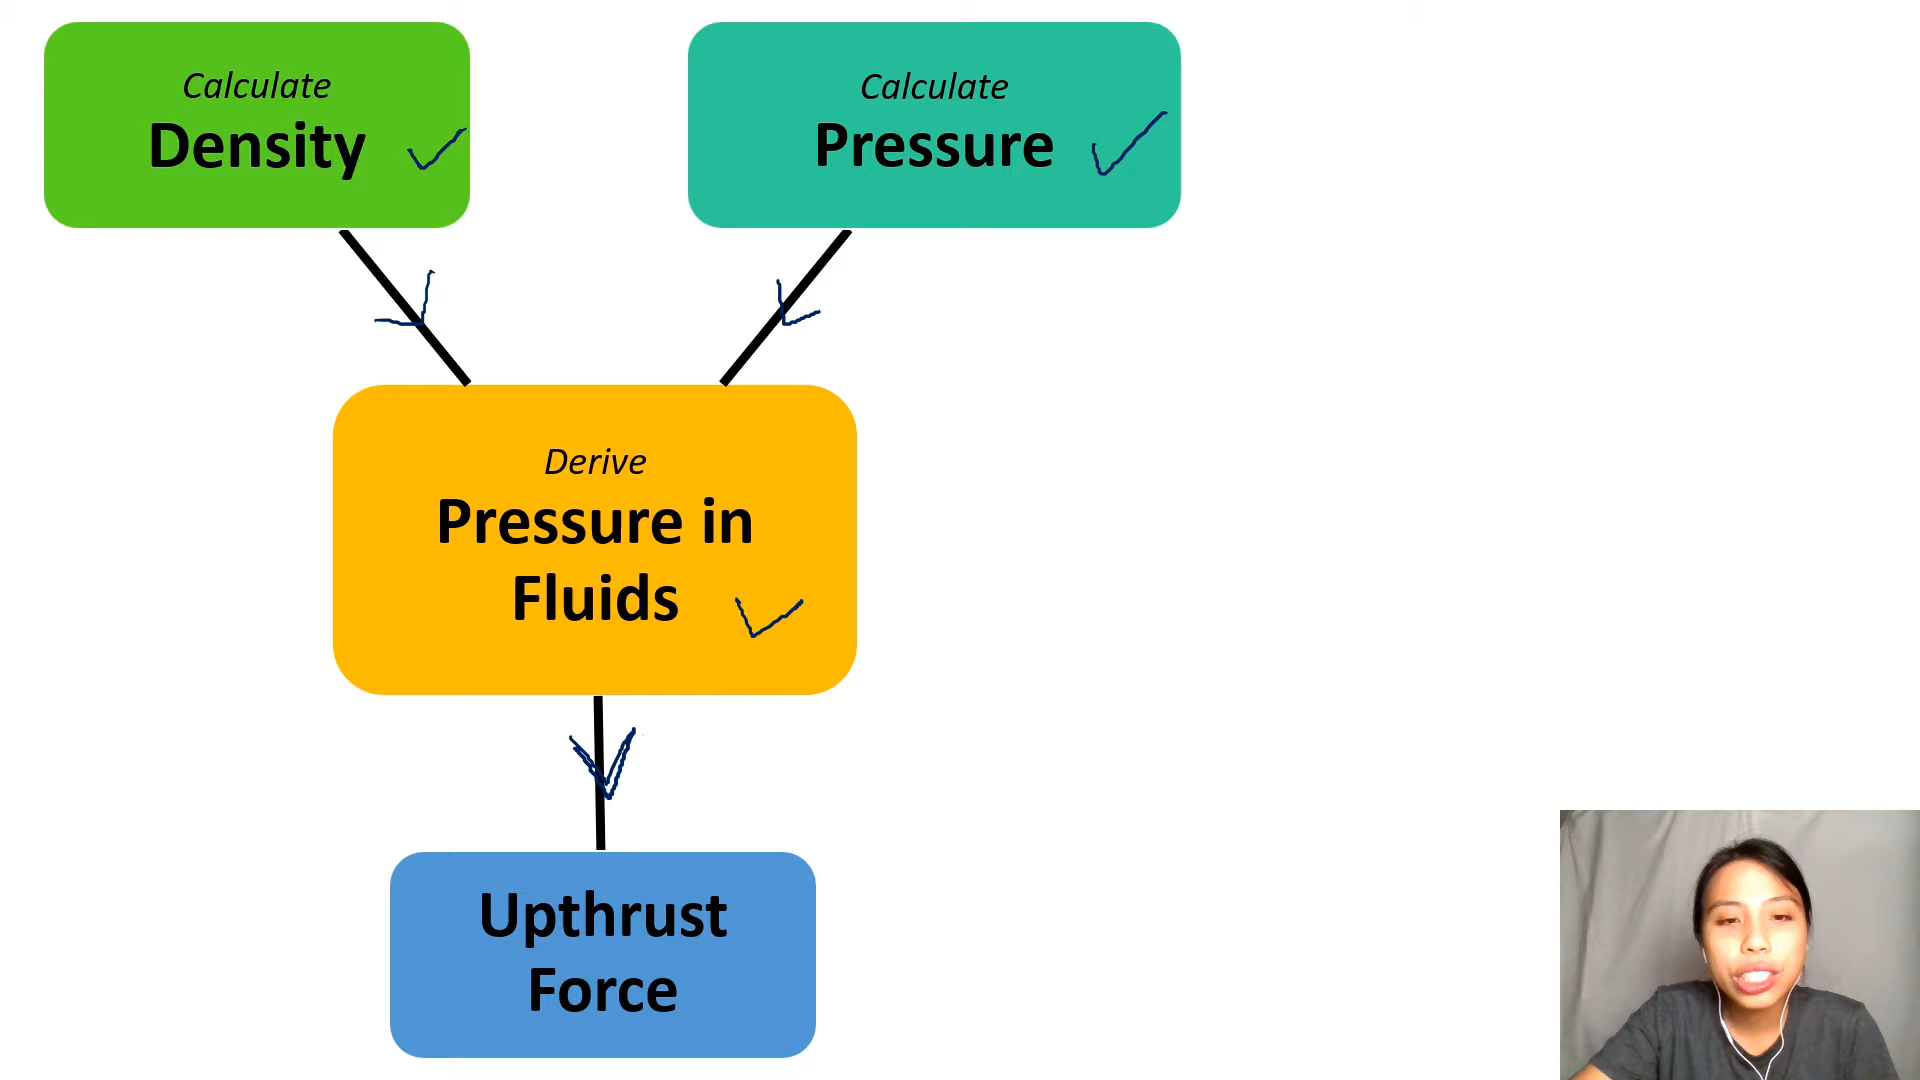 Calculate
Density
Calculate
Pressure
Derive
Pressure in
Fluids
Upthrust
Force